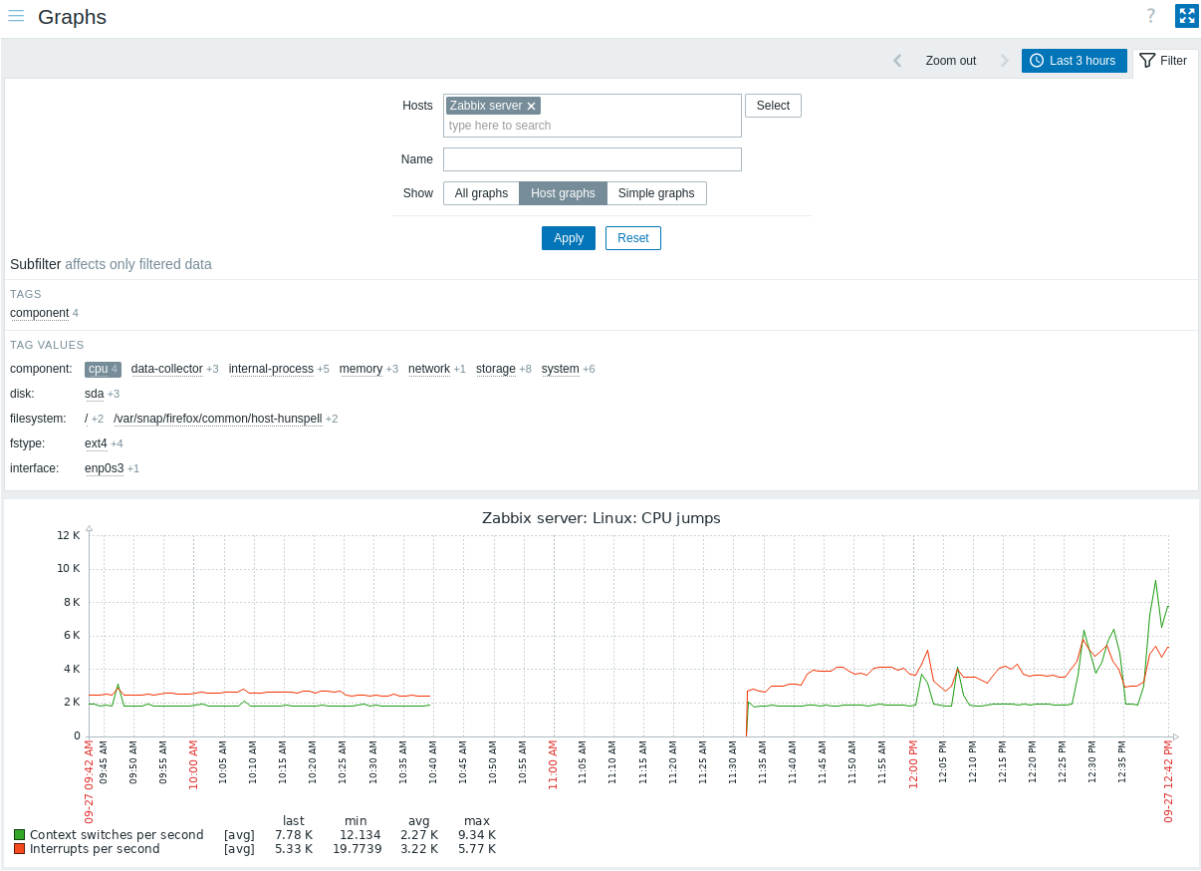 Graphs ?
Zoom out Last 3 hours Filter
Hosts Zabbix server Select
type here to search
Name
Show All graphs Host graphs Simple graphs
Apply Reset
Subfilter affects only filtered data
TAGS
component 4
TAG VALUES
component: cpu 4 data-collector +3 internal-process +5 memory +3 network +1 storage +8 system +6
disk: sda +3
filesystem: / +2 /var/snap/firefox/common/host-hunspell +2
fstype: ext4 +4
interface: enp0s3 +1
Zabbix server: Linux: CPU jumps
12 K
10 K
8 K
6 K
4 K
2 K
0
09-27 09:42 AM 09:45 AM 09:50 AM 09:55 AM 10:00 AM 10:05 AM 10:10 AM 10:15 AM 10:20 AM 10:25 AM 10:30 AM 10:35 AM 10:40 AM 10:45 AM 10:50 AM 10:55 AM 11:00 AM 11:05 AM 11:10 AM 11:15 AM 11:20 AM 11:25 AM 11:30 AM 11:35 AM 11:40 AM 11:45 AM 11:50 AM 11:55 AM 12:00 PM 12:05 PM 12:10 PM 12:15 PM 12:20 PM 12:25 PM 12:30 PM 12:35 PM 09-27 12:42 PM
last min avg max
Context switches per second [avg] 7.78 K 12.134 2.27 K 9.34 K
Interrupts per second [avg] 5.33 K 19.7739 3.22 K 5.77 K